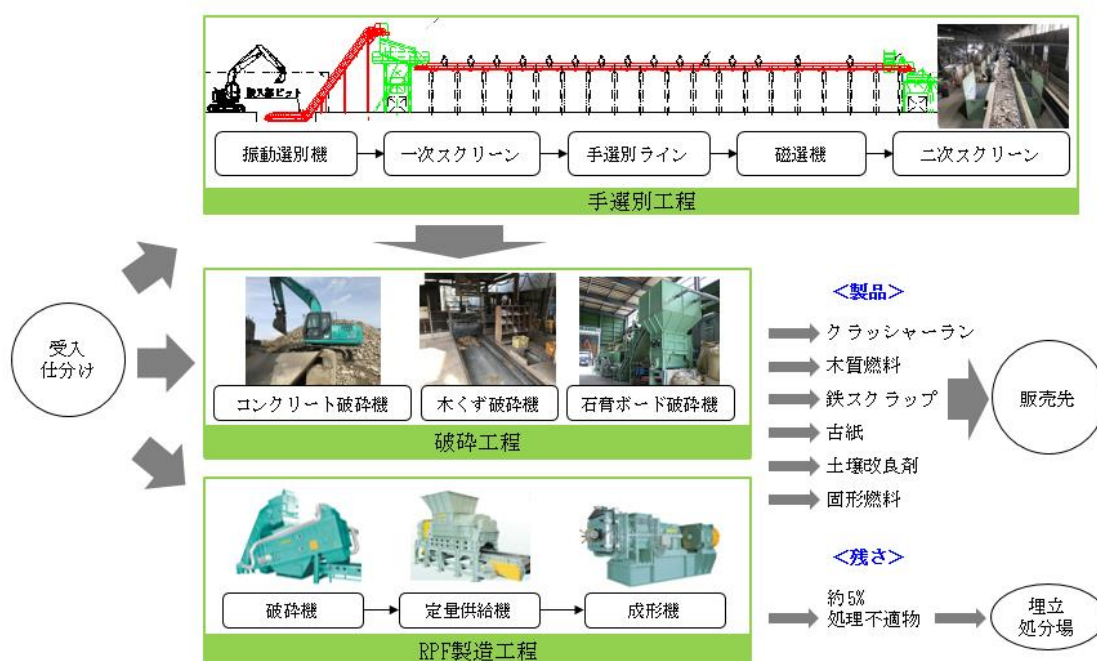 投入部ピット
振動選別機
一次スクリーン
手選別ライン
磁選機
二次スクリーン
手選別工程
受入
仕分け
コンクリート破砕機
木くず破砕機
石膏ボード破砕機
破砕工程
破砕機
定量供給機
成形機
RPF製造工程
<製品>
クラッシャーラン
木質燃料
鉄スクラップ
古紙
土壌改良剤
固形燃料
販売先
<残さ>
約5%
処理不適物
埋立
処分場